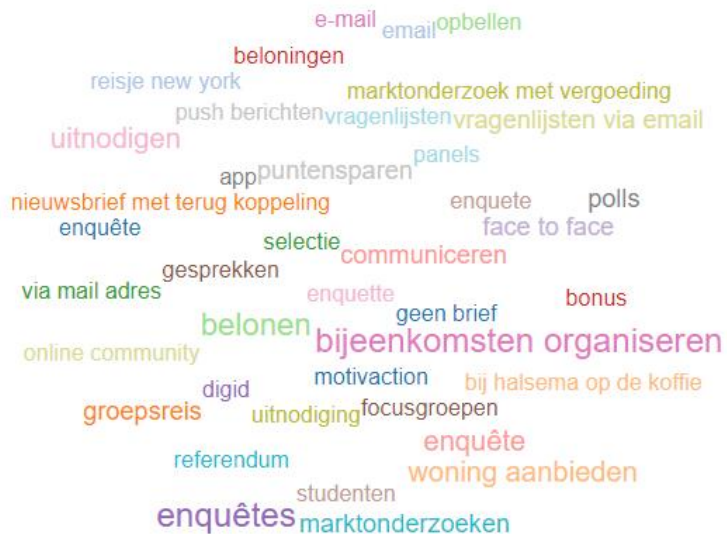 e-mail
email
opbellen
beloningen
reisje new york
marktonderzoek met vergoeding
push berichten
vragenlijsten
vragenlijsten via email
uitnodigen
panels
app
puntensparen
nieuwsbrief met terug koppeling
enquete
polls
enquête
face to face
selectie
communiceren
gesprekken
via mail adres
enquette
bonus
geen brief
belonen
bijeenkomsten organiseren
online community
motivaction
bij halsema op de koffie
digid
groepsreis
uitnodiging
focusgroepen
enquête
referendum
woning aanbieden
studenten
enquêtes
marktonderzoeken